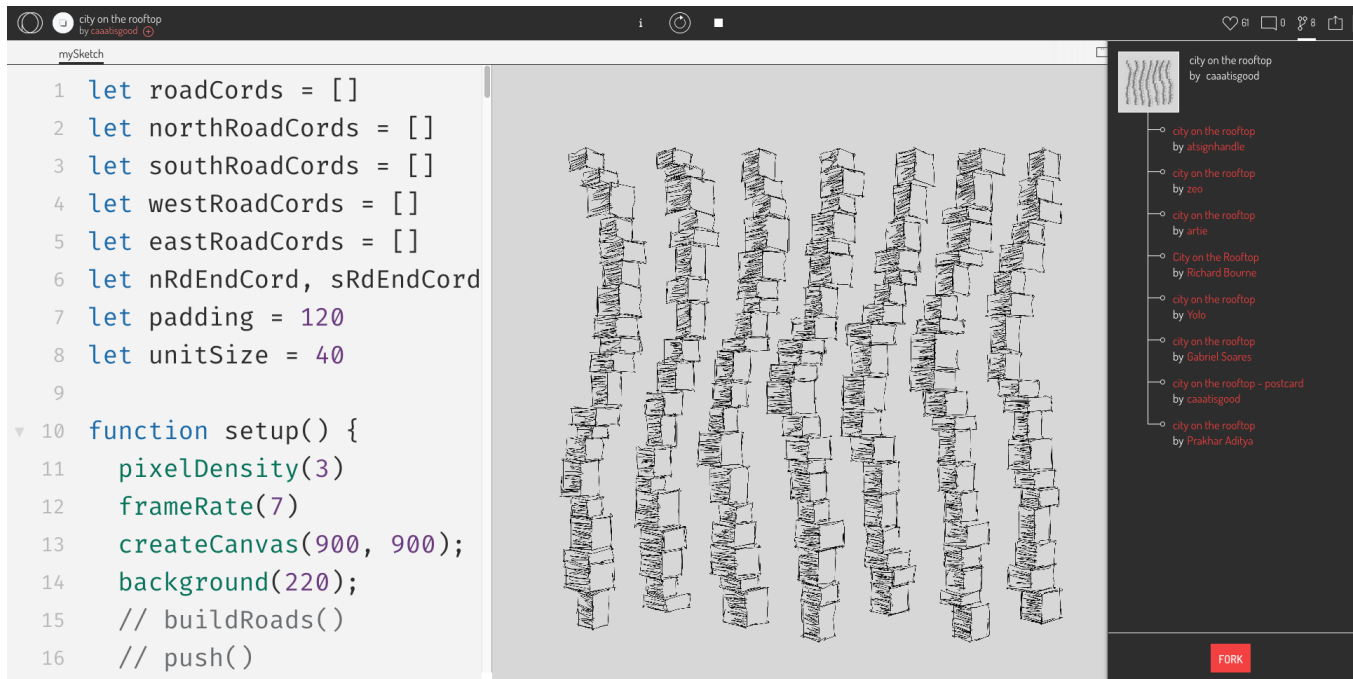 city on the rooftop
by caaatisgood
i
61
0
8
mySketch
1 let roadCords = []
2 let northRoadCords = []
3 let southRoadCords = []
4 let westRoadCords = []
5 let eastRoadCords = []
6 let nRdEndCord, sRdEndCord
7 let padding = 120
8 let unitSize = 40
9
10 function setup() {
11 pixelDensity(3)
12 frameRate(7)
13 createCanvas(900, 900);
14 background(220);
15 // buildRoads()
16 // push()
city on the rooftop
by caaatisgood
city on the rooftop
by atsignhandle
city on the rooftop
by zeo
city on the rooftop
by artie
City on the Rooftop
by Richard Bourne
city on the rooftop
by Yolo
city on the rooftop
by Gabriel Soares
city on the rooftop - postcard
by caaatisgood
city on the rooftop
by Prakhar Aditya
FORK